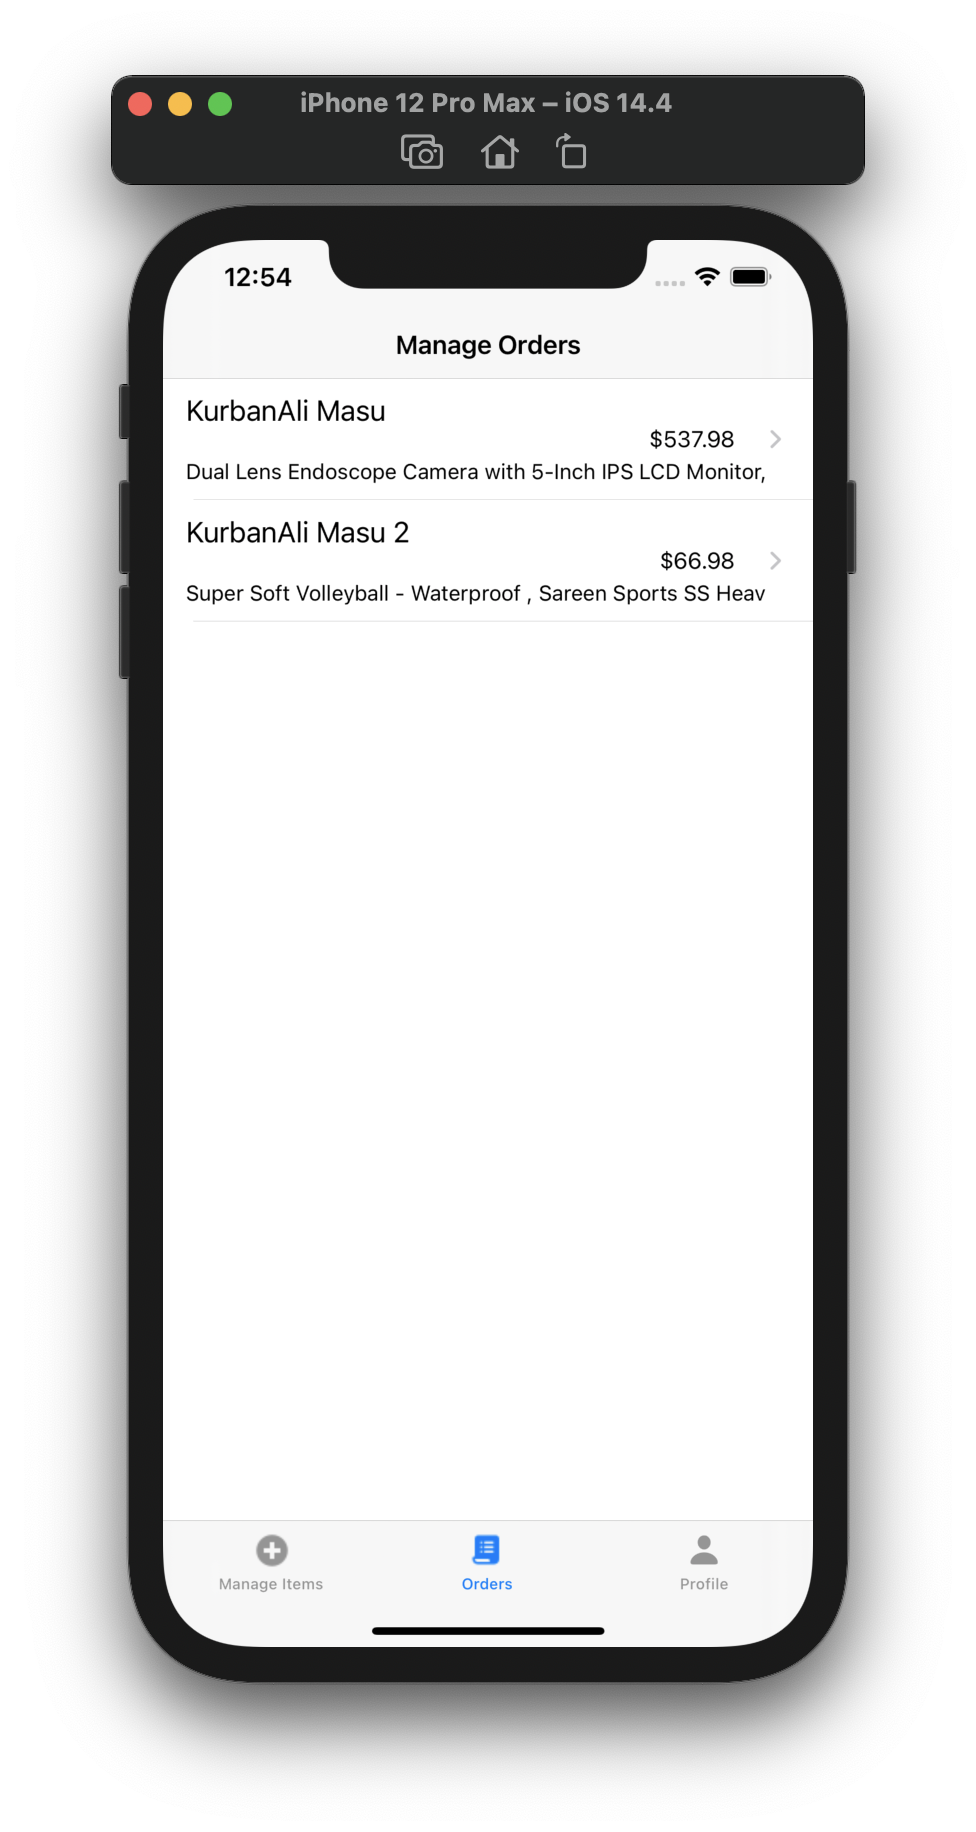 iPhone 12 Pro Max – iOS 14.4
12:54
Manage Orders
KurbanAli Masu
$537.98
Dual Lens Endoscope Camera with 5-Inch IPS LCD Monitor,
KurbanAli Masu 2
$66.98
Super Soft Volleyball - Waterproof , Sareen Sports SS Heav
Manage Items
Orders
Profile